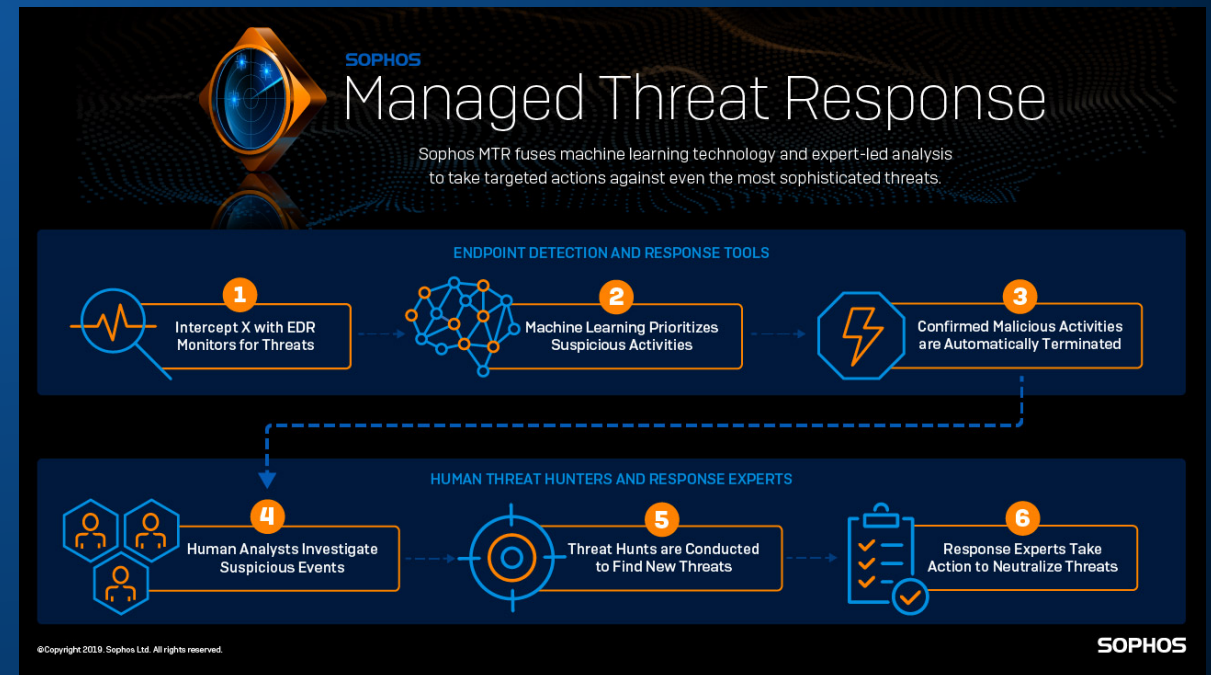 SOPHOS
Managed Threat Response
Sophos MTR fuses machine learning technology and expert-led analysis
to take targeted actions against even the most sophisticated threats.
ENDPOINT DETECTION AND RESPONSE TOOLS
1
Intercept X with EDR
Monitors for Threats
2
Machine Learning Prioritizes
Suspicious Activities
3
Confirmed Malicious Activities
are Automatically Terminated
HUMAN THREAT HUNTERS AND RESPONSE EXPERTS
4
Human Analysts Investigate
Suspicious Events
5
Threat Hunts are Conducted
to Find New Threats
6
Response Experts Take
Action to Neutralize Threats
©Copyright 2019. Sophos Ltd. All rights reserved.
SOPHOS